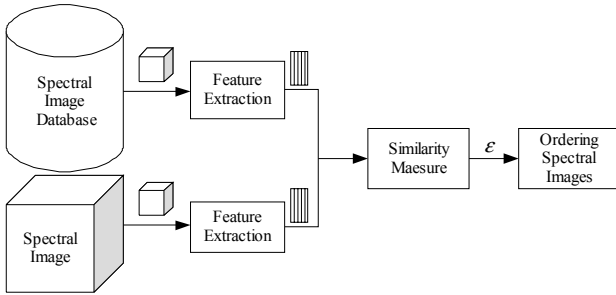 Spectral
Image
Database
Feature
Extraction
Similarity
Maesure
ε
Ordering
Spectral
Images
Spectral
Image
Feature
Extraction